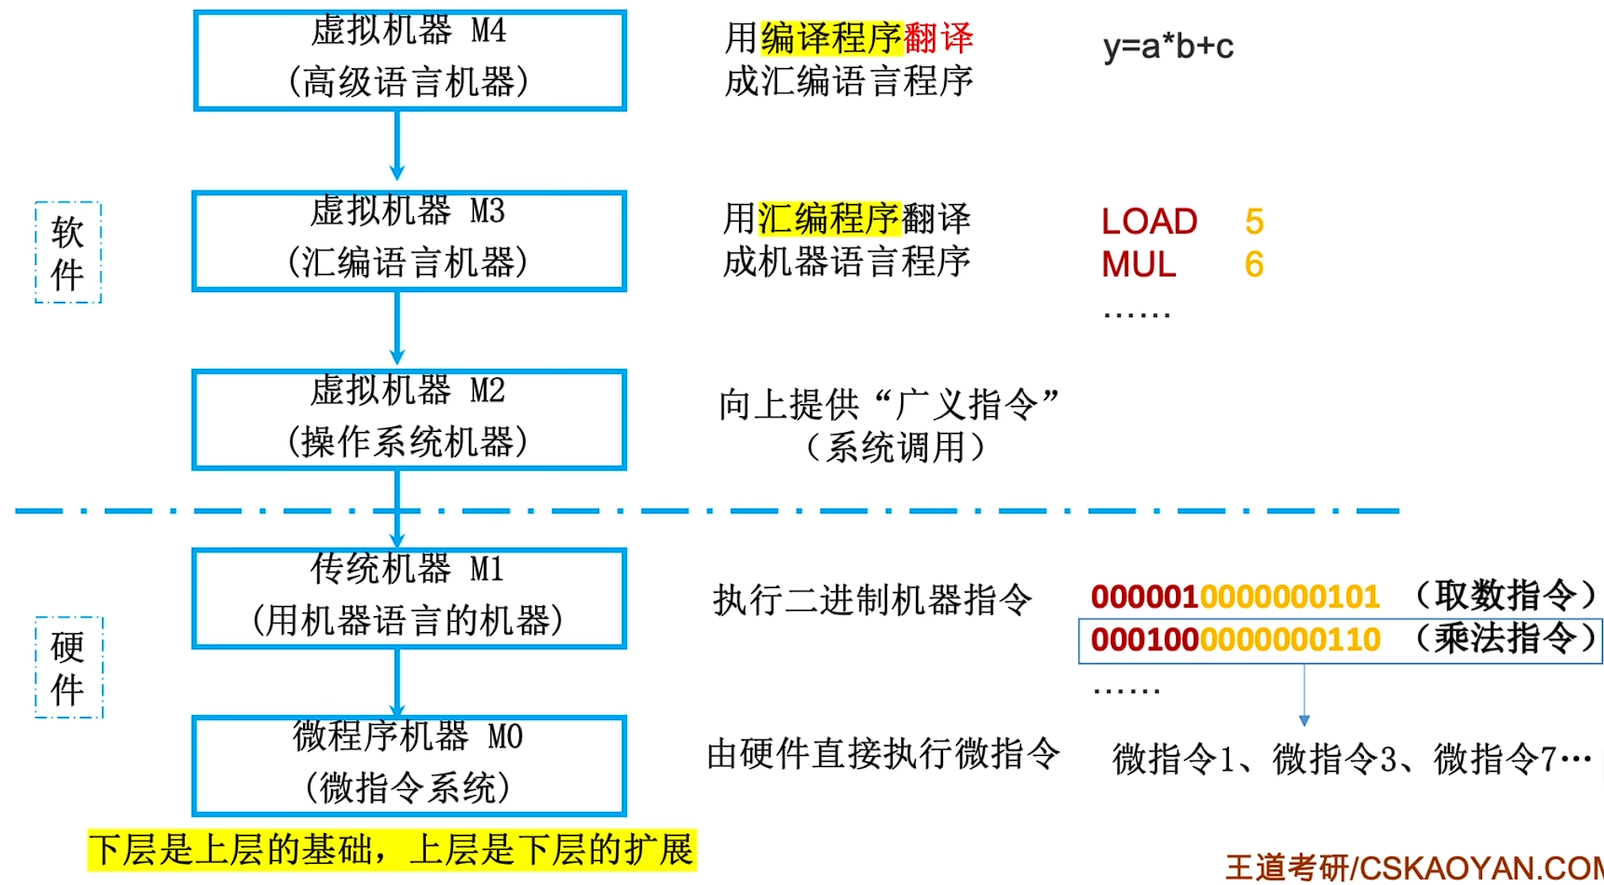 虚拟机器 M4
(高级语言机器)
用编译程序翻译
成汇编语言程序
y=a*b+c
软
件
虚拟机器 M3
(汇编语言机器)
用汇编程序翻译
成机器语言程序
LOAD 5
MUL 6
……
虚拟机器 M2
(操作系统机器)
向上提供“广义指令”
（系统调用）
硬
件
传统机器 M1
(用机器语言的机器)
执行二进制机器指令
0000010000000101 （取数指令）
0001000000000110 （乘法指令）
……
微程序机器 M0
(微指令系统)
由硬件直接执行微指令
微指令1、微指令3、微指令7…
下层是上层的基础，上层是下层的扩展
王道考研/CSKAOYAN.COM